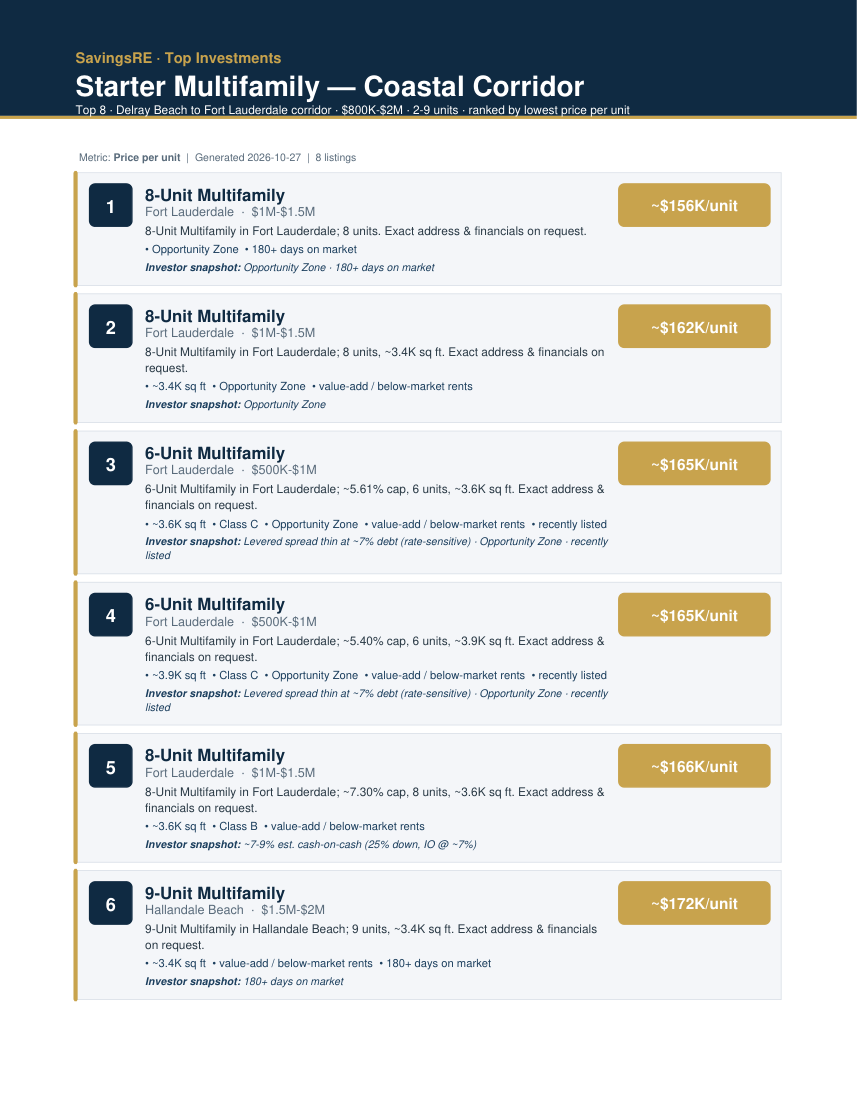 SavingsRE · Top Investments
Starter Multifamily — Coastal Corridor
Top 8 · Delray Beach to Fort Lauderdale corridor · $800K-$2M · 2-9 units · ranked by lowest price per unit
Metric: Price per unit | Generated 2026-10-27 | 8 listings
1
8-Unit Multifamily
~$156K/unit
Fort Lauderdale · $1M-$1.5M
8-Unit Multifamily in Fort Lauderdale; 8 units. Exact address & financials on request.
• Opportunity Zone • 180+ days on market
Investor snapshot: Opportunity Zone · 180+ days on market
2
8-Unit Multifamily
~$162K/unit
Fort Lauderdale · $1M-$1.5M
8-Unit Multifamily in Fort Lauderdale; 8 units, ~3.4K sq ft. Exact address & financials on
request.
• ~3.4K sq ft • Opportunity Zone • value-add / below-market rents
Investor snapshot: Opportunity Zone
3
6-Unit Multifamily
~$165K/unit
Fort Lauderdale · $500K-$1M
6-Unit Multifamily in Fort Lauderdale; ~5.61% cap, 6 units, ~3.6K sq ft. Exact address &
financials on request.
• ~3.6K sq ft • Class C • Opportunity Zone • value-add / below-market rents • recently listed
Investor snapshot: Levered spread thin at ~7% debt (rate-sensitive) · Opportunity Zone · recently
listed
4
6-Unit Multifamily
~$165K/unit
Fort Lauderdale · $500K-$1M
6-Unit Multifamily in Fort Lauderdale; ~5.40% cap, 6 units, ~3.9K sq ft. Exact address &
financials on request.
• ~3.9K sq ft • Class C • Opportunity Zone • value-add / below-market rents • recently listed
Investor snapshot: Levered spread thin at ~7% debt (rate-sensitive) · Opportunity Zone · recently
listed
5
8-Unit Multifamily
~$166K/unit
Fort Lauderdale · $1M-$1.5M
8-Unit Multifamily in Fort Lauderdale; ~7.30% cap, 8 units, ~3.6K sq ft. Exact address &
financials on request.
• ~3.6K sq ft • Class B • value-add / below-market rents
Investor snapshot: ~7-9% est. cash-on-cash (25% down, IO @ ~7%)
6
9-Unit Multifamily
~$172K/unit
Hallandale Beach · $1.5M-$2M
9-Unit Multifamily in Hallandale Beach; 9 units, ~3.4K sq ft. Exact address & financials
on request.
• ~3.4K sq ft • value-add / below-market rents • 180+ days on market
Investor snapshot: 180+ days on market